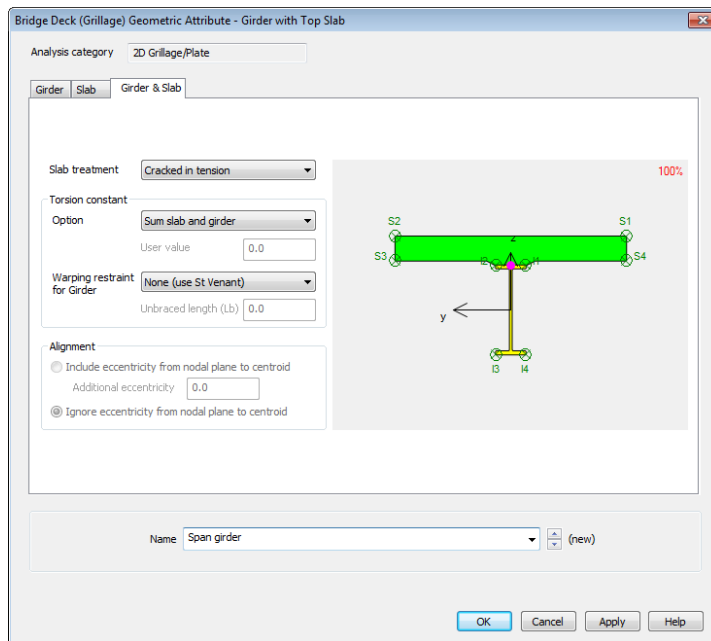 Bridge Deck (Grillage) Geometric Attribute - Girder with Top Slab
Analysis category 2D Grillage/Plate
Girder Slab Girder & Slab
Slab treatment Cracked in tension
100%
Torsion constant
Option Sum slab and girder
User value 0.0
Warping restraint
for Girder
None (use St Venant)
Unbraced length (Lb) 0.0
Alignment
Include eccentricity from nodal plane to centroid
Additional eccentricity 0.0
Ignore eccentricity from nodal plane to centroid
S2 S1
z
S3 I2 I1 S4
y
I3 I4
Name Span girder (new)
OK Cancel Apply Help